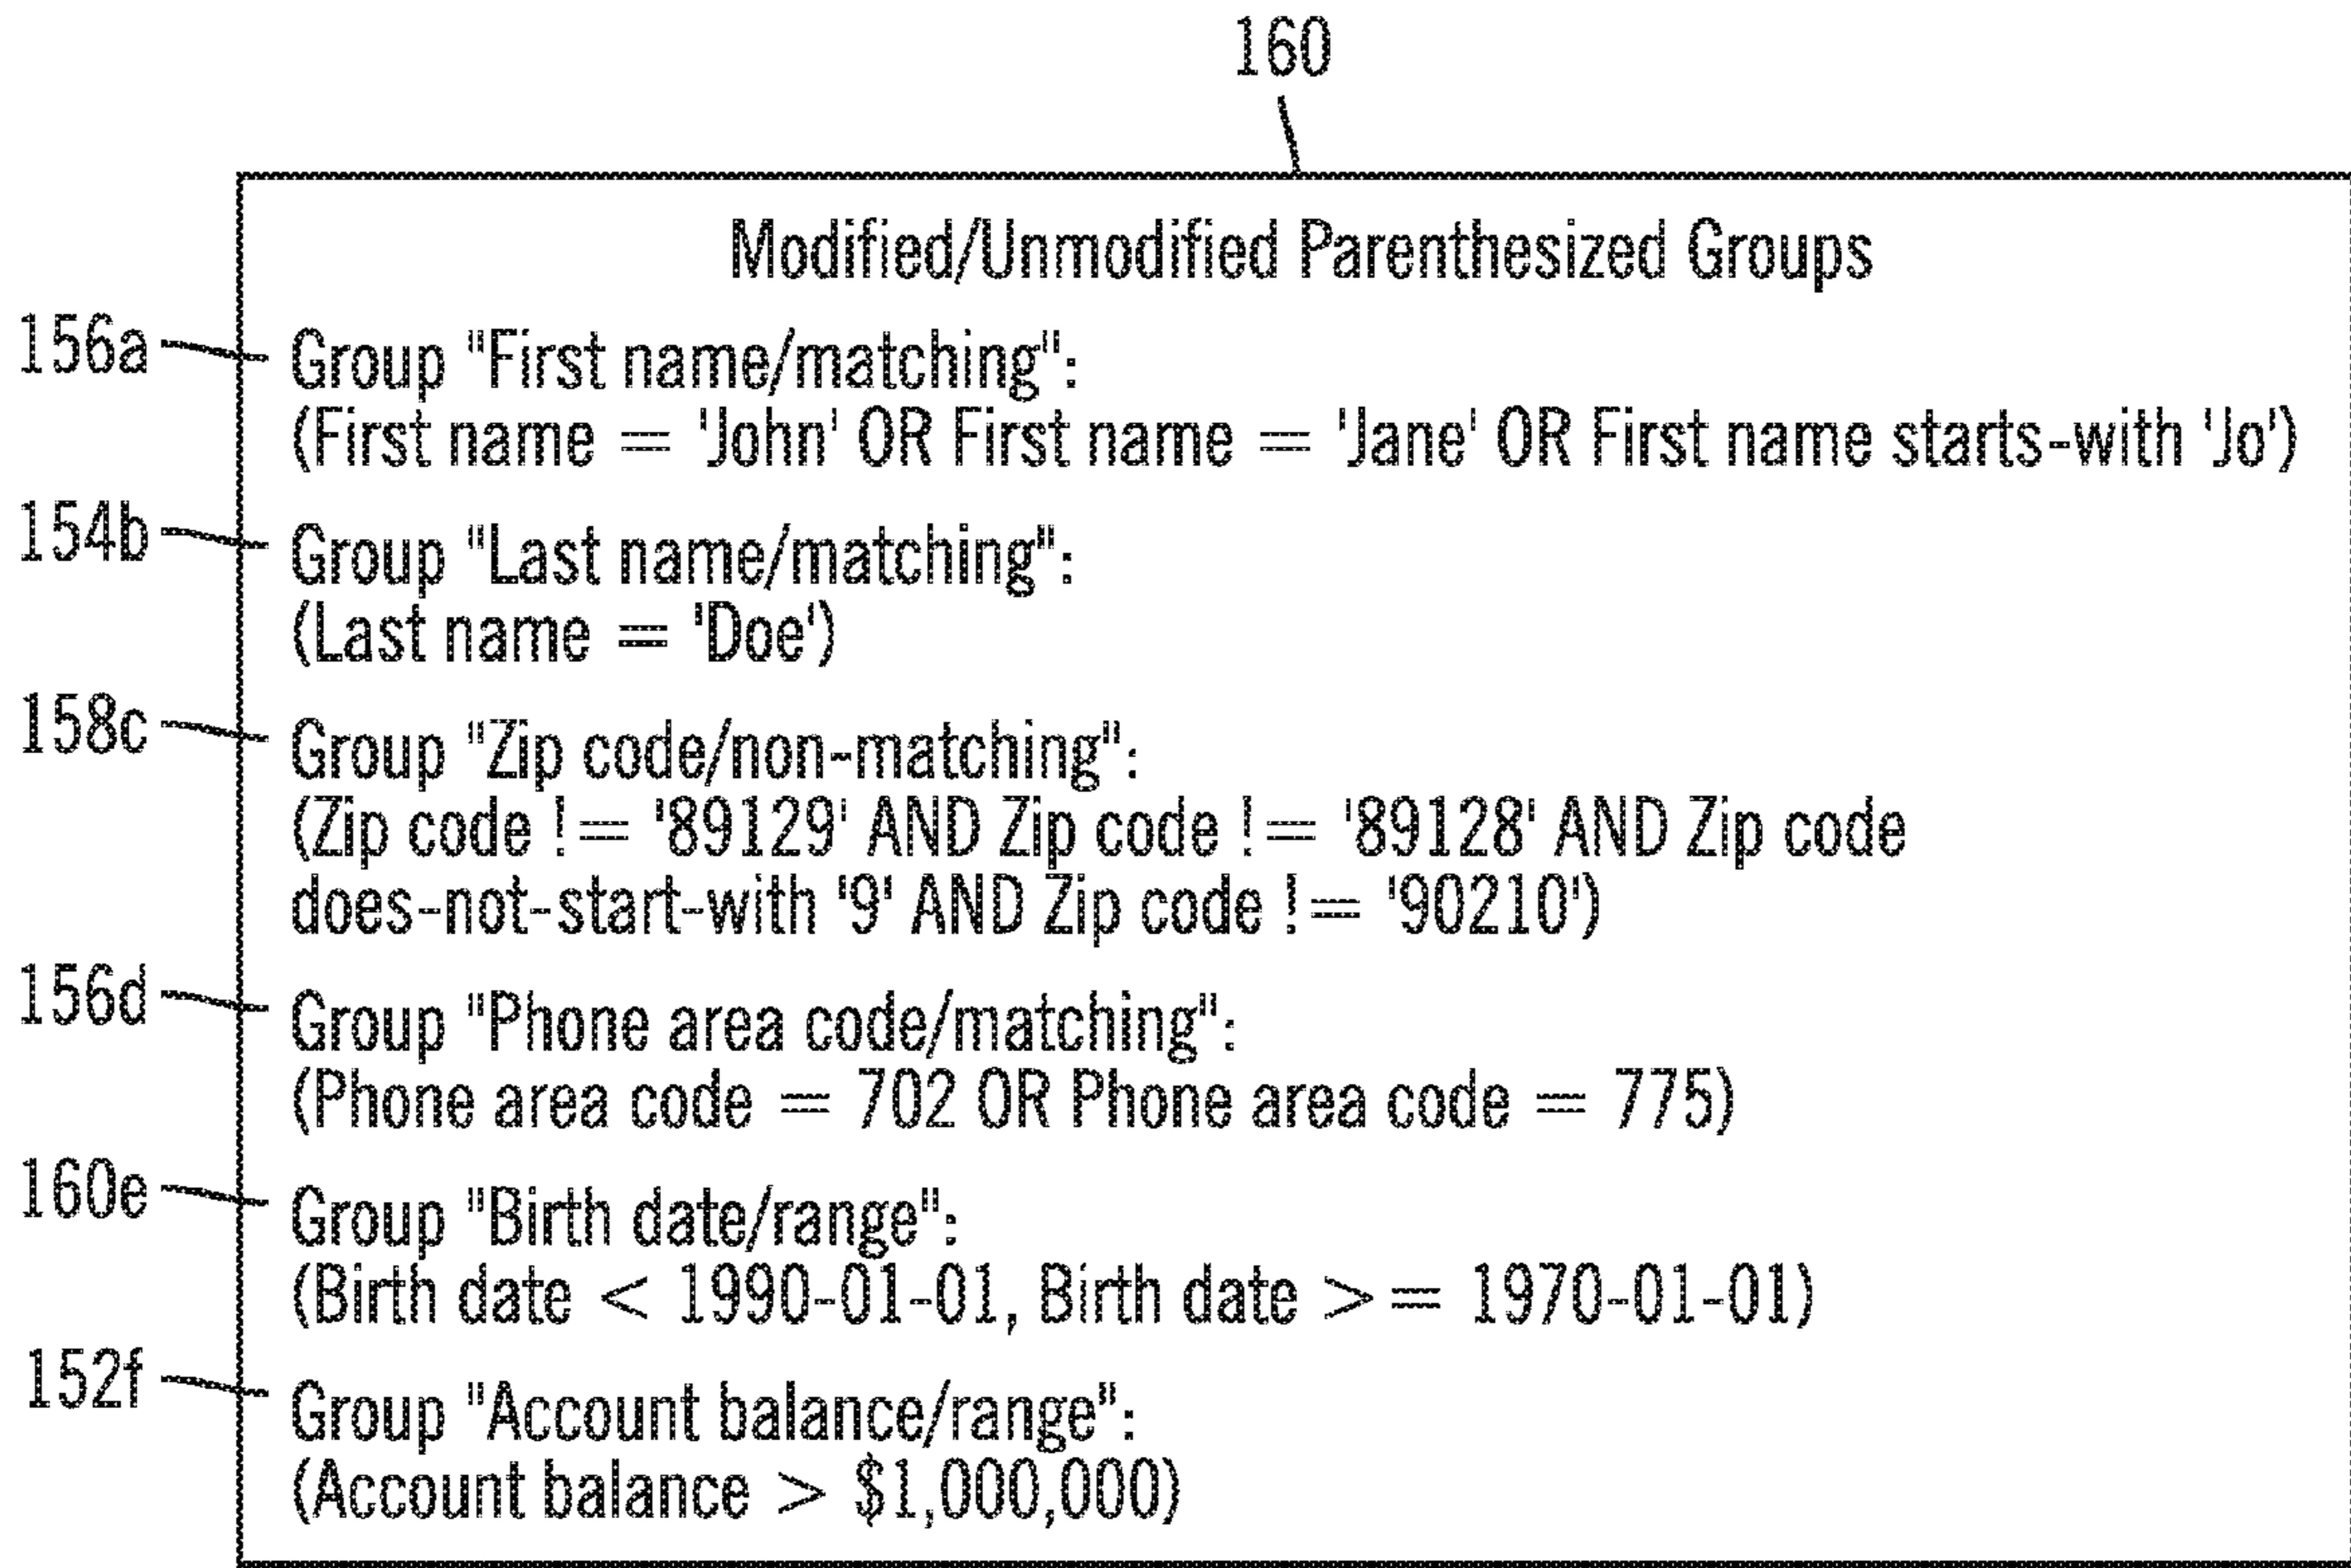 160
Modified/Unmodified Parenthesized Groups
156a
Group "First name/matching":
(First name == 'John' OR First name == 'Jane' OR First name starts-with 'Jo')
154b
Group "Last name/matching":
(Last name == 'Doe')
158c
Group "Zip code/non-matching":
(Zip code !== '89129' AND Zip code !== '89128' AND Zip code
does-not-start-with '9' AND Zip code !== '90210')
156d
Group "Phone area code/matching":
(Phone area code == 702 OR Phone area code == 775)
160e
Group "Birth date/range":
(Birth date < 1990-01-01, Birth date >== 1970-01-01)
152f
Group "Account balance/range":
(Account balance > $1,000,000)